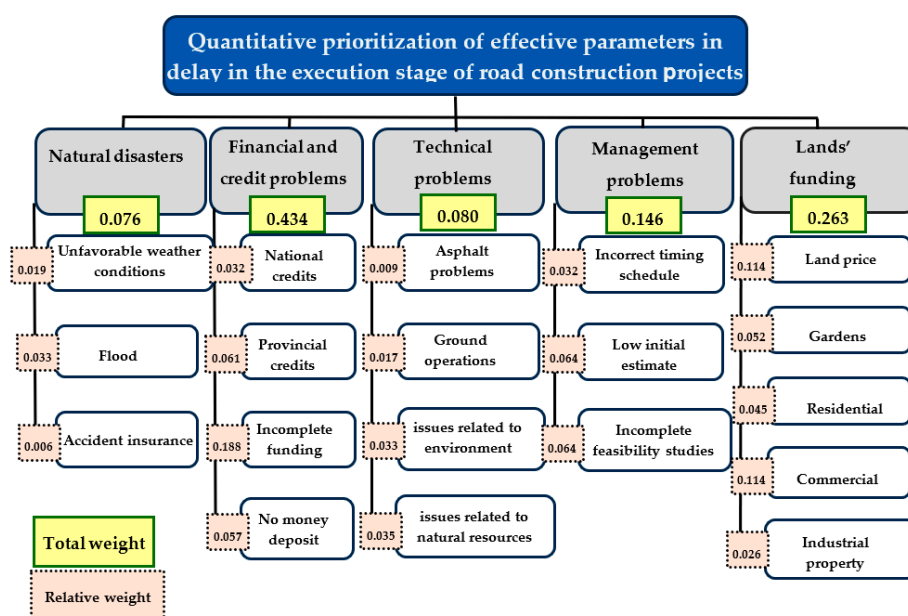 Quantitative prioritization of effective parameters in
delay in the execution stage of road construction projects
Natural disasters
0.076
0.019
Unfavorable weather
conditions
0.033
Flood
0.006
Accident insurance
Financial and
credit problems
0.434
0.032
National
credits
0.061
Provincial
credits
0.188
Incomplete
funding
0.057
No money
deposit
Technical
problems
0.080
0.009
Asphalt
problems
0.017
Ground
operations
0.033
issues related to
environment
0.035
issues related to
natural resources
Management
problems
0.146
0.032
Incorrect timing
schedule
0.064
Low initial
estimate
0.064
Incomplete
feasibility studies
Lands'
funding
0.263
0.114
Land price
0.052
Gardens
0.045
Residential
0.114
Commercial
0.026
Industrial
property
Total weight
Relative weight